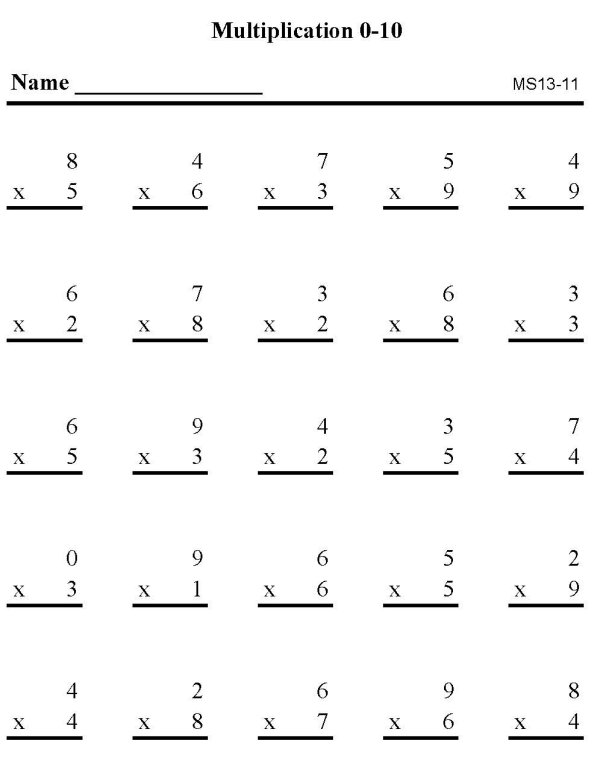 Multiplication 0-10
Name MS13-11
8 4 7 5 4
x 5 x 6 x 3 x 9 x 9
6 7 3 6 3
x 2 x 8 x 2 x 8 x 3
6 9 4 3 7
x 5 x 3 x 2 x 5 x 4
0 9 6 5 2
x 3 x 1 x 6 x 5 x 9
4 2 6 9 8
x 4 x 8 x 7 x 6 x 4